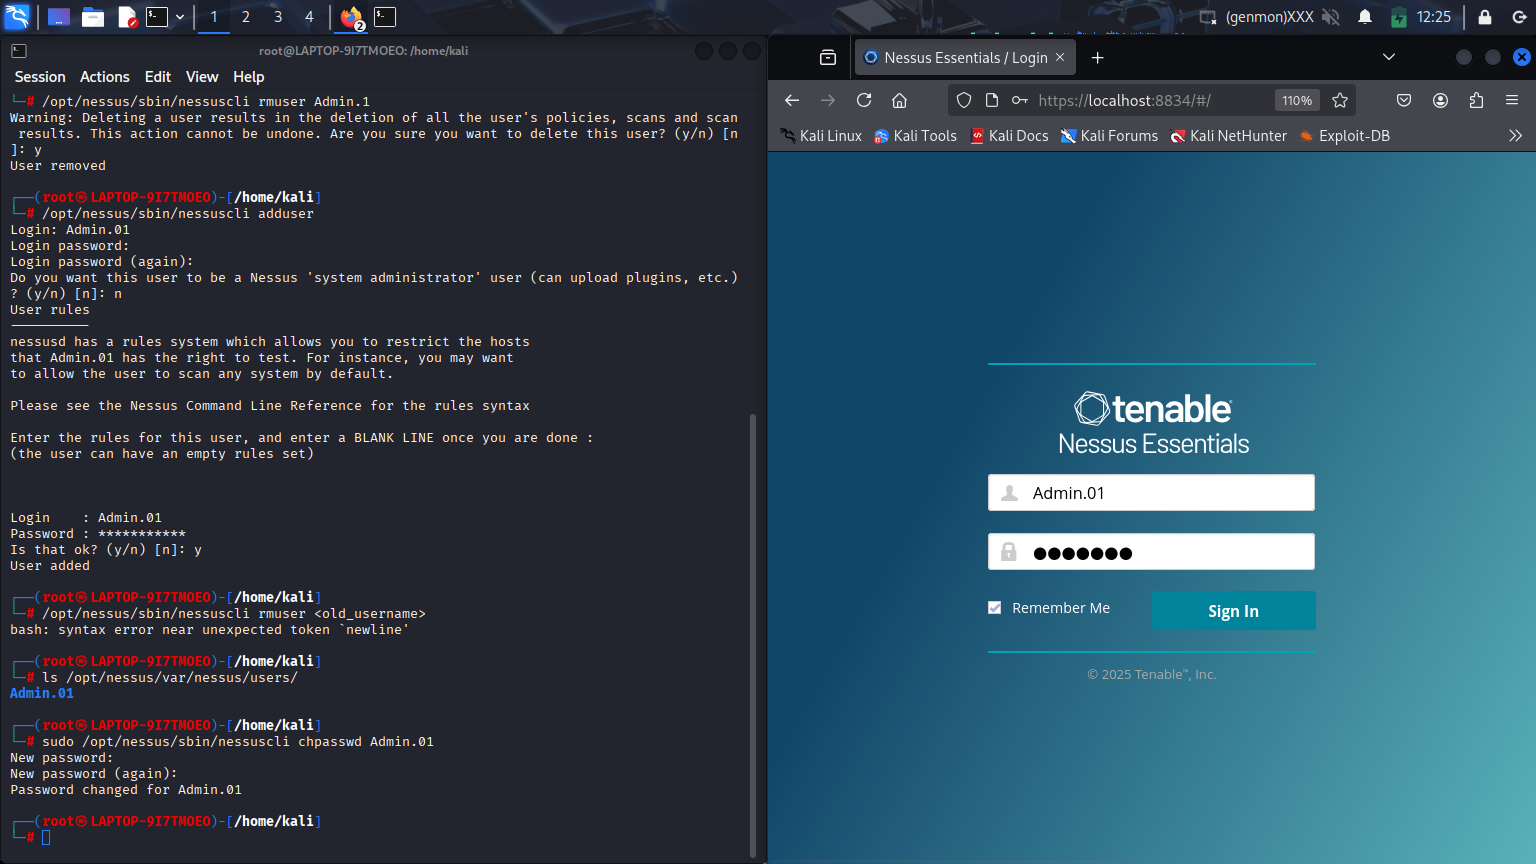 1 2 3 4
2
(genmon)XXX
12:25
root@LAPTOP-9I7TMOEO: /home/kali
Session Actions Edit View Help
└─# /opt/nessus/sbin/nessuscli rmuser Admin.1
Warning: Deleting a user results in the deletion of all the user's policies, scans and scan
results. This action cannot be undone. Are you sure you want to delete this user? (y/n) [n
]: y
User removed
┌──(root㉿LAPTOP-9I7TMOEO)-[/home/kali]
└─# /opt/nessus/sbin/nessuscli adduser
Login: Admin.01
Login password:
Login password (again):
Do you want this user to be a Nessus 'system administrator' user (can upload plugins, etc.)
? (y/n) [n]: n
User rules
----------
nessusd has a rules system which allows you to restrict the hosts
that Admin.01 has the right to test. For instance, you may want
to allow the user to scan any system by default.
Please see the Nessus Command Line Reference for the rules syntax
Enter the rules for this user, and enter a BLANK LINE once you are done :
(the user can have an empty rules set)
Login    : Admin.01
Password : ***********
Is that ok? (y/n) [n]: y
User added
┌──(root㉿LAPTOP-9I7TMOEO)-[/home/kali]
└─# /opt/nessus/sbin/nessuscli rmuser <old_username>
bash: syntax error near unexpected token `newline'
┌──(root㉿LAPTOP-9I7TMOEO)-[/home/kali]
└─# ls /opt/nessus/var/nessus/users/
Admin.01
┌──(root㉿LAPTOP-9I7TMOEO)-[/home/kali]
└─# sudo /opt/nessus/sbin/nessuscli chpasswd Admin.01
New password:
New password (again):
Password changed for Admin.01
┌──(root㉿LAPTOP-9I7TMOEO)-[/home/kali]
└─#
Nessus Essentials / Login
https://localhost:8834/#/
110%
Kali Linux Kali Tools Kali Docs Kali Forums Kali NetHunter Exploit-DB
tenable
Nessus Essentials
Admin.01
●●●●●●●
Remember Me
Sign In
© 2025 Tenable™, Inc.